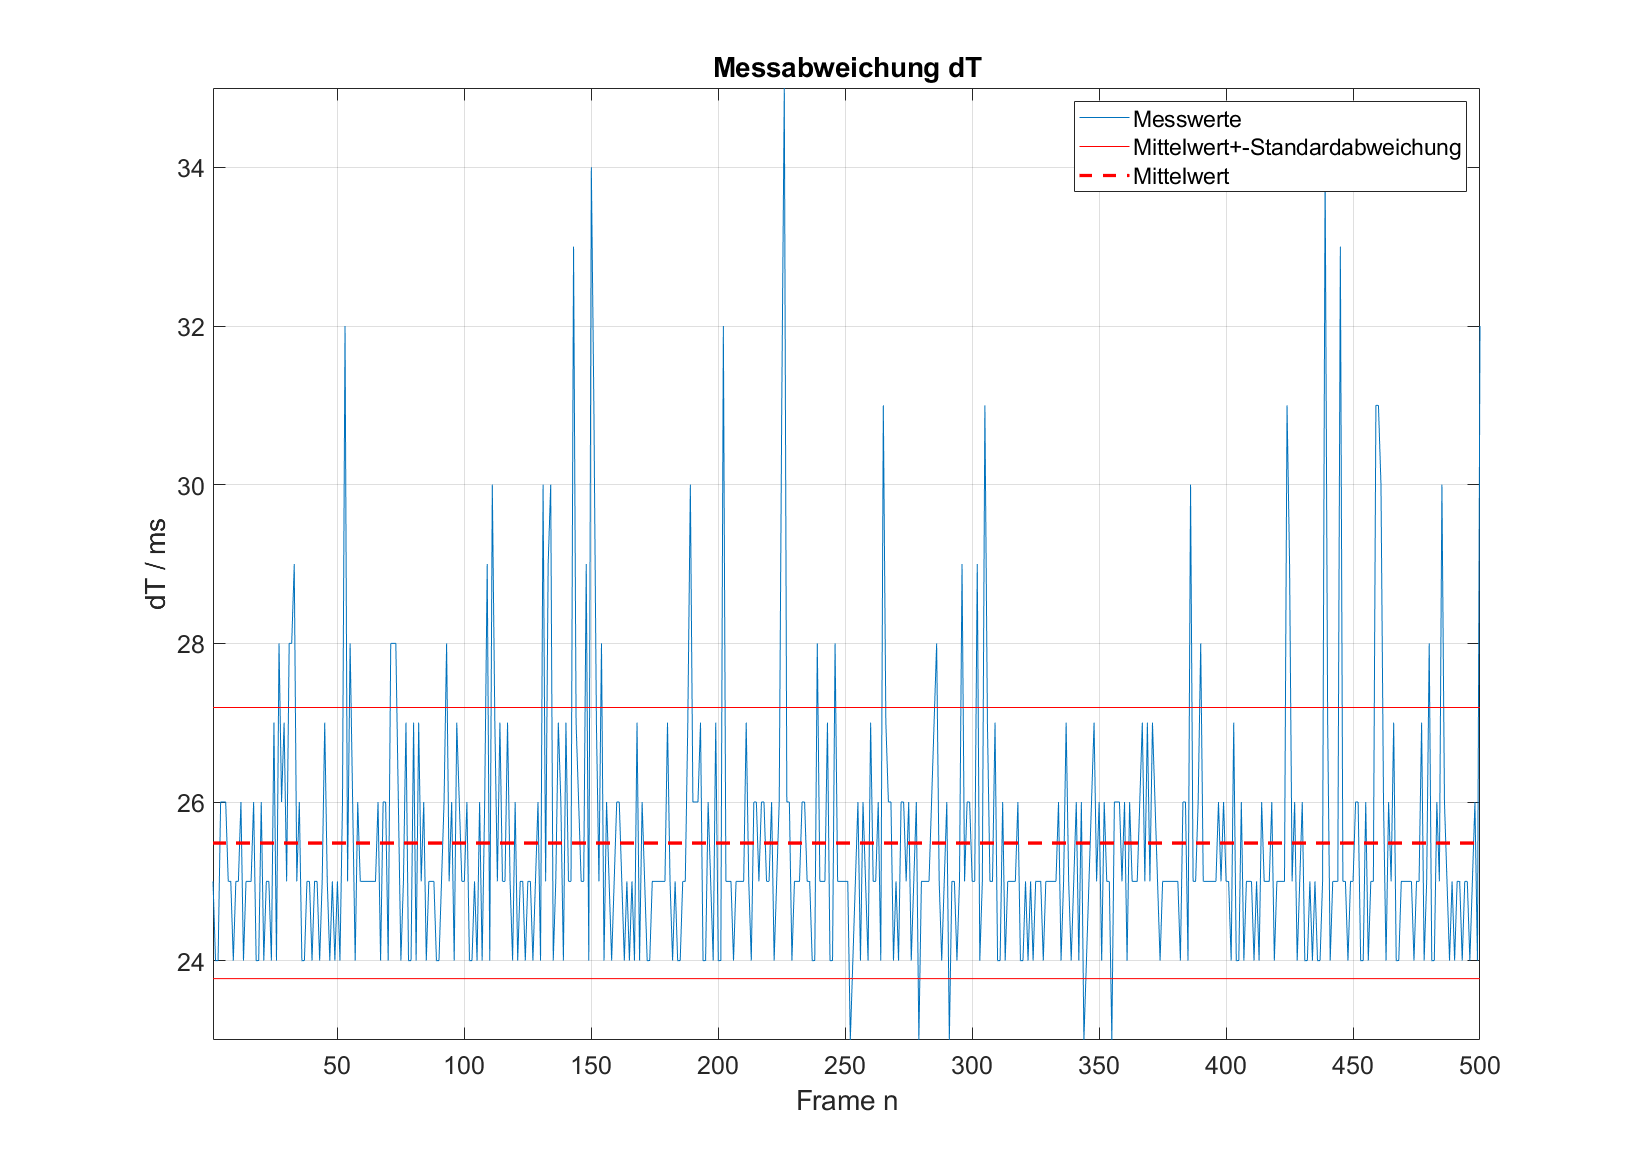 Messabweichung dT
Messwerte
Mittelwert+-Standardabweichung
Mittelwert
34
32
30
28
26
24
dT / ms
50 100 150 200 250 300 350 400 450 500
Frame n